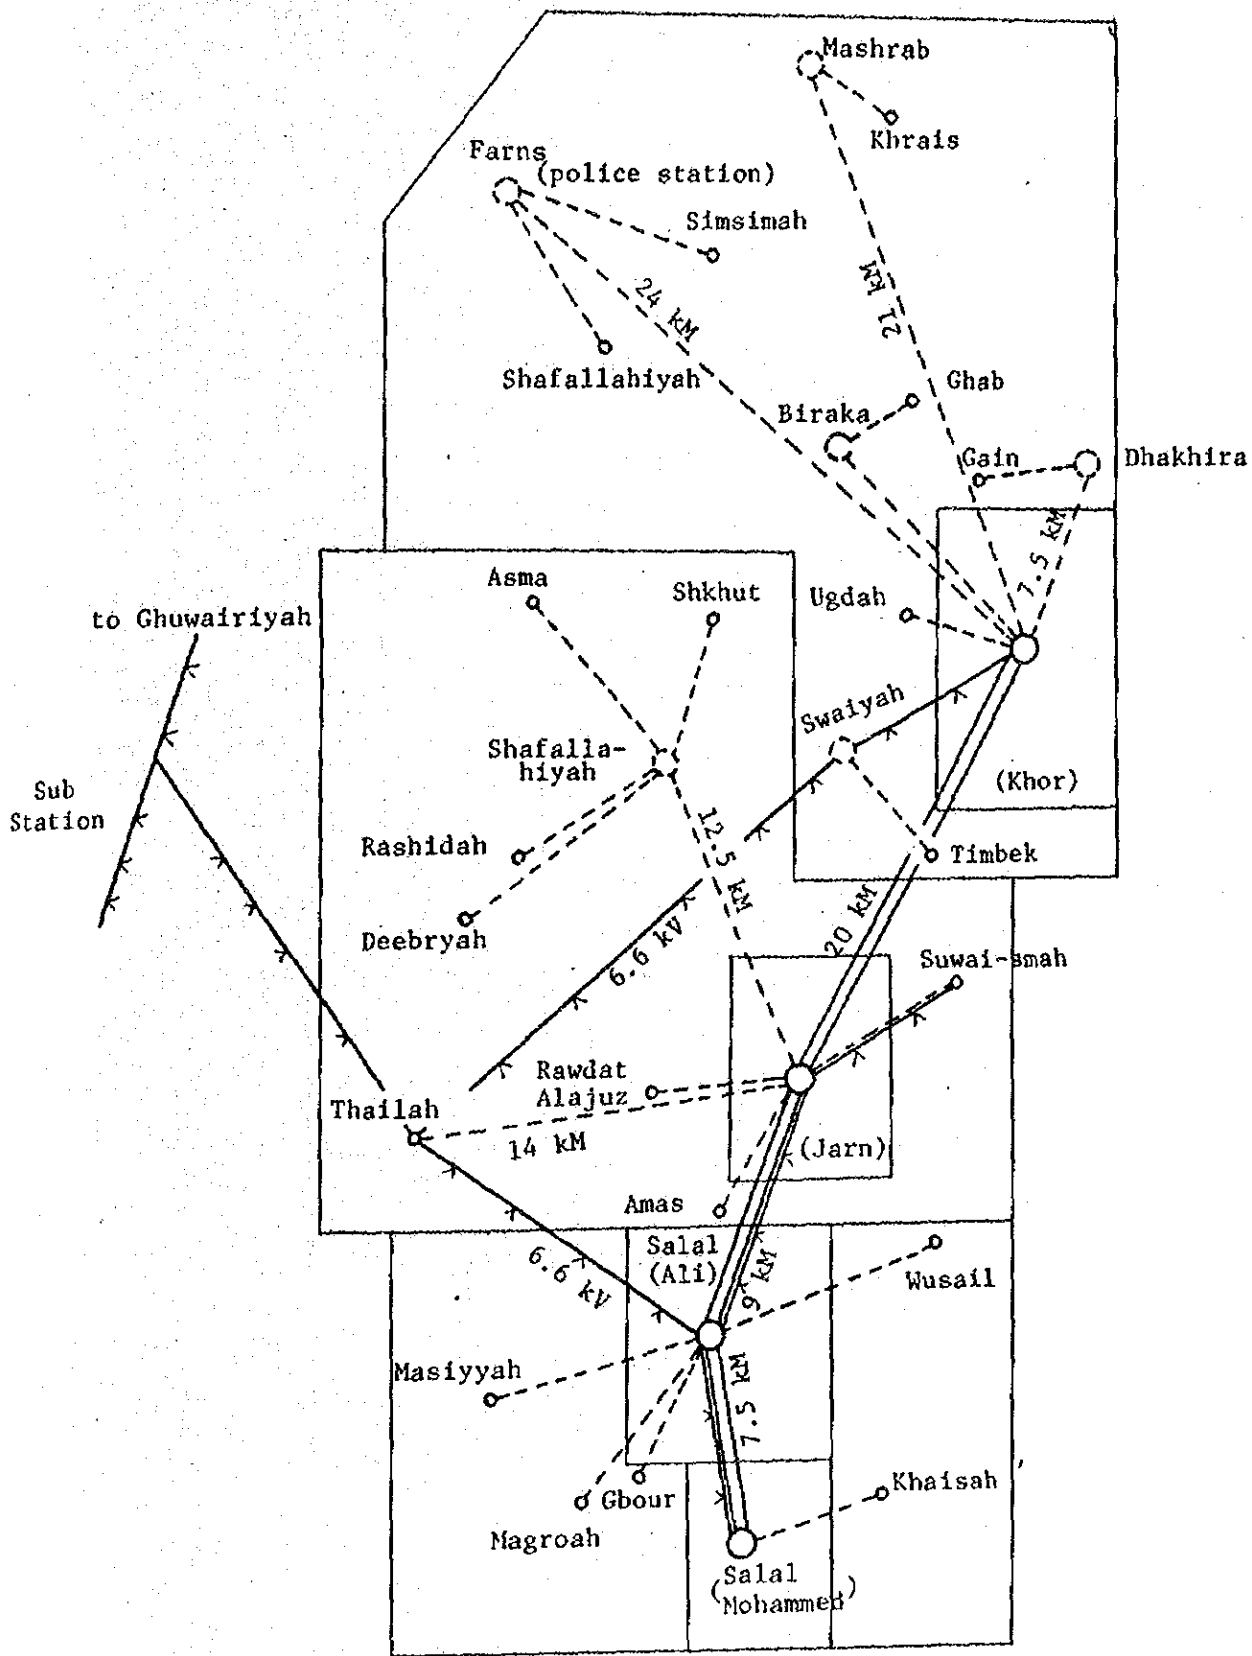 Mashrab
Khrais
Farns
(police station)
Simsimah
24 kM
21 kM
Shafallahiyah
Ghab
Biraka
Gain
Dhakhira
7.5 kM
Asma
Shkhut
Ugdah
to Ghuwairiyah
Swaiyah
Shafalla-
hiyah
(Khor)
Sub
Station
12.5 kM
Rashidah
Timbek
Deebryah
6.6 kV
20 kM
Suwai-smah
Rawdat
Alajuz
Thailah
14 kM
(Jarn)
Amas
Salal
(Ali)
9 kM
6.6 kV
Wusail
Masiyyah
7.5 kM
Gbour
Khaisah
Magroah
(Salal
Mohammed)